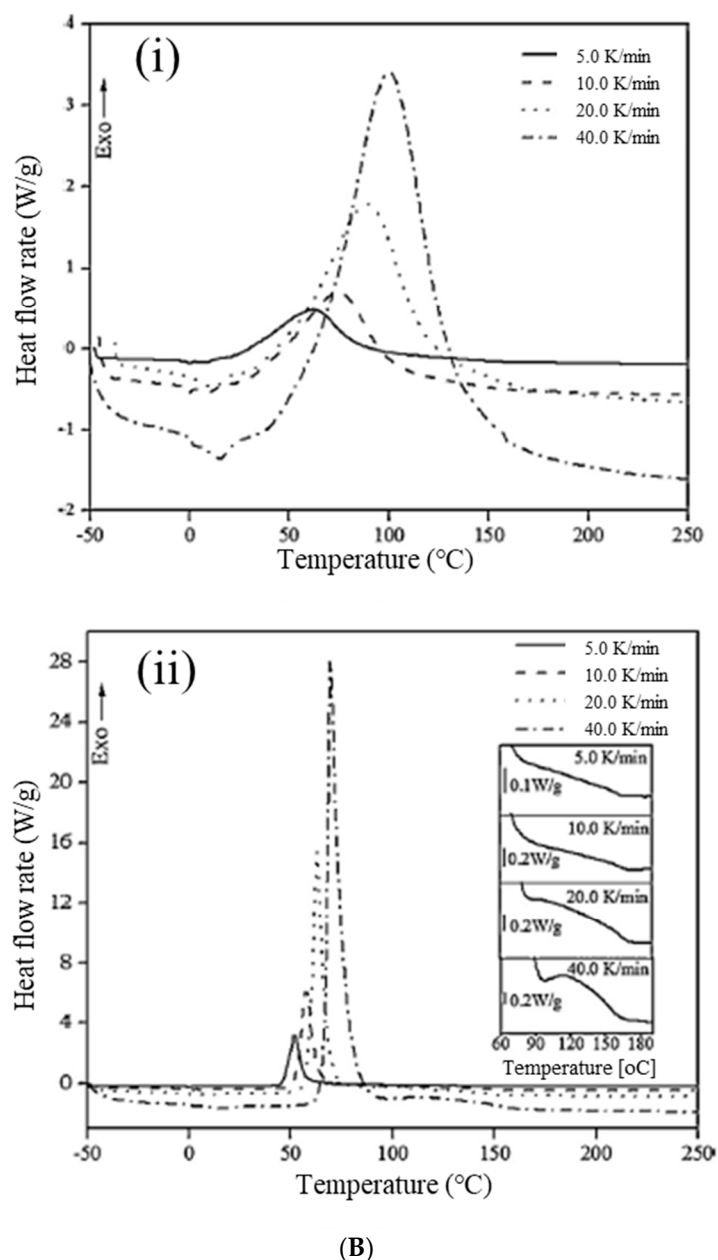 (i)
5.0 K/min
10.0 K/min
20.0 K/min
40.0 K/min
Exo
Heat flow rate (W/g)
4
3
2
1
0
-1
-2
-50 0 50 100 150 200 250
Temperature (°C)
(ii)
5.0 K/min
10.0 K/min
20.0 K/min
40.0 K/min
Exo
Heat flow rate (W/g)
28
24
20
16
12
8
4
0
-50 0 50 100 150 200 250
Temperature (°C)
5.0 K/min
0.1W/g
10.0 K/min
0.2W/g
20.0 K/min
0.2W/g
40.0 K/min
0.2W/g
60 90 120 150 180
Temperature [oC]
(B)